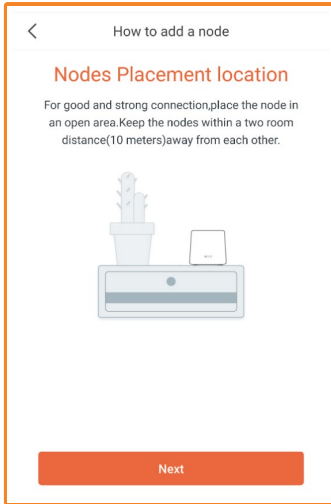 How to add a node
Nodes Placement location
For good and strong connection,place the node in
an open area.Keep the nodes within a two room
distance(10 meters)away from each other.
Next